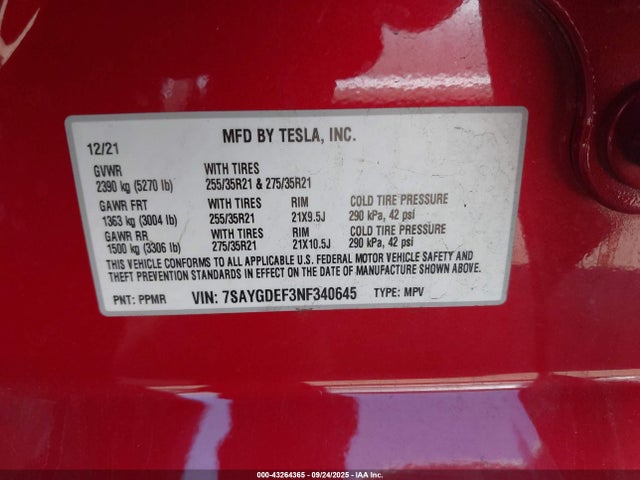 MFD BY TESLA, INC.
12/21
GVWR WITH TIRES
2390 kg (5270 lb) 255/35R21 & 275/35R21
GAWR FRT WITH TIRES RIM COLD TIRE PRESSURE
1363 kg (3004 lb) 255/35R21 21X9.5J 290 kPa, 42 psi
GAWR RR WITH TIRES RIM COLD TIRE PRESSURE
1500 kg (3306 lb) 275/35R21 21X10.5J 290 kPa, 42 psi
THIS VEHICLE CONFORMS TO ALL APPLICABLE U.S. FEDERAL MOTOR VEHICLE SAFETY AND
THEFT PREVENTION STANDARDS IN EFFECT ON THE DATE OF MANUFACTURE SHOWN ABOVE.
PNT: PPMR VIN: 7SAYGDEF3NF340645 TYPE: MPV
000-43264365 - 09/24/2025 - IAA Inc.